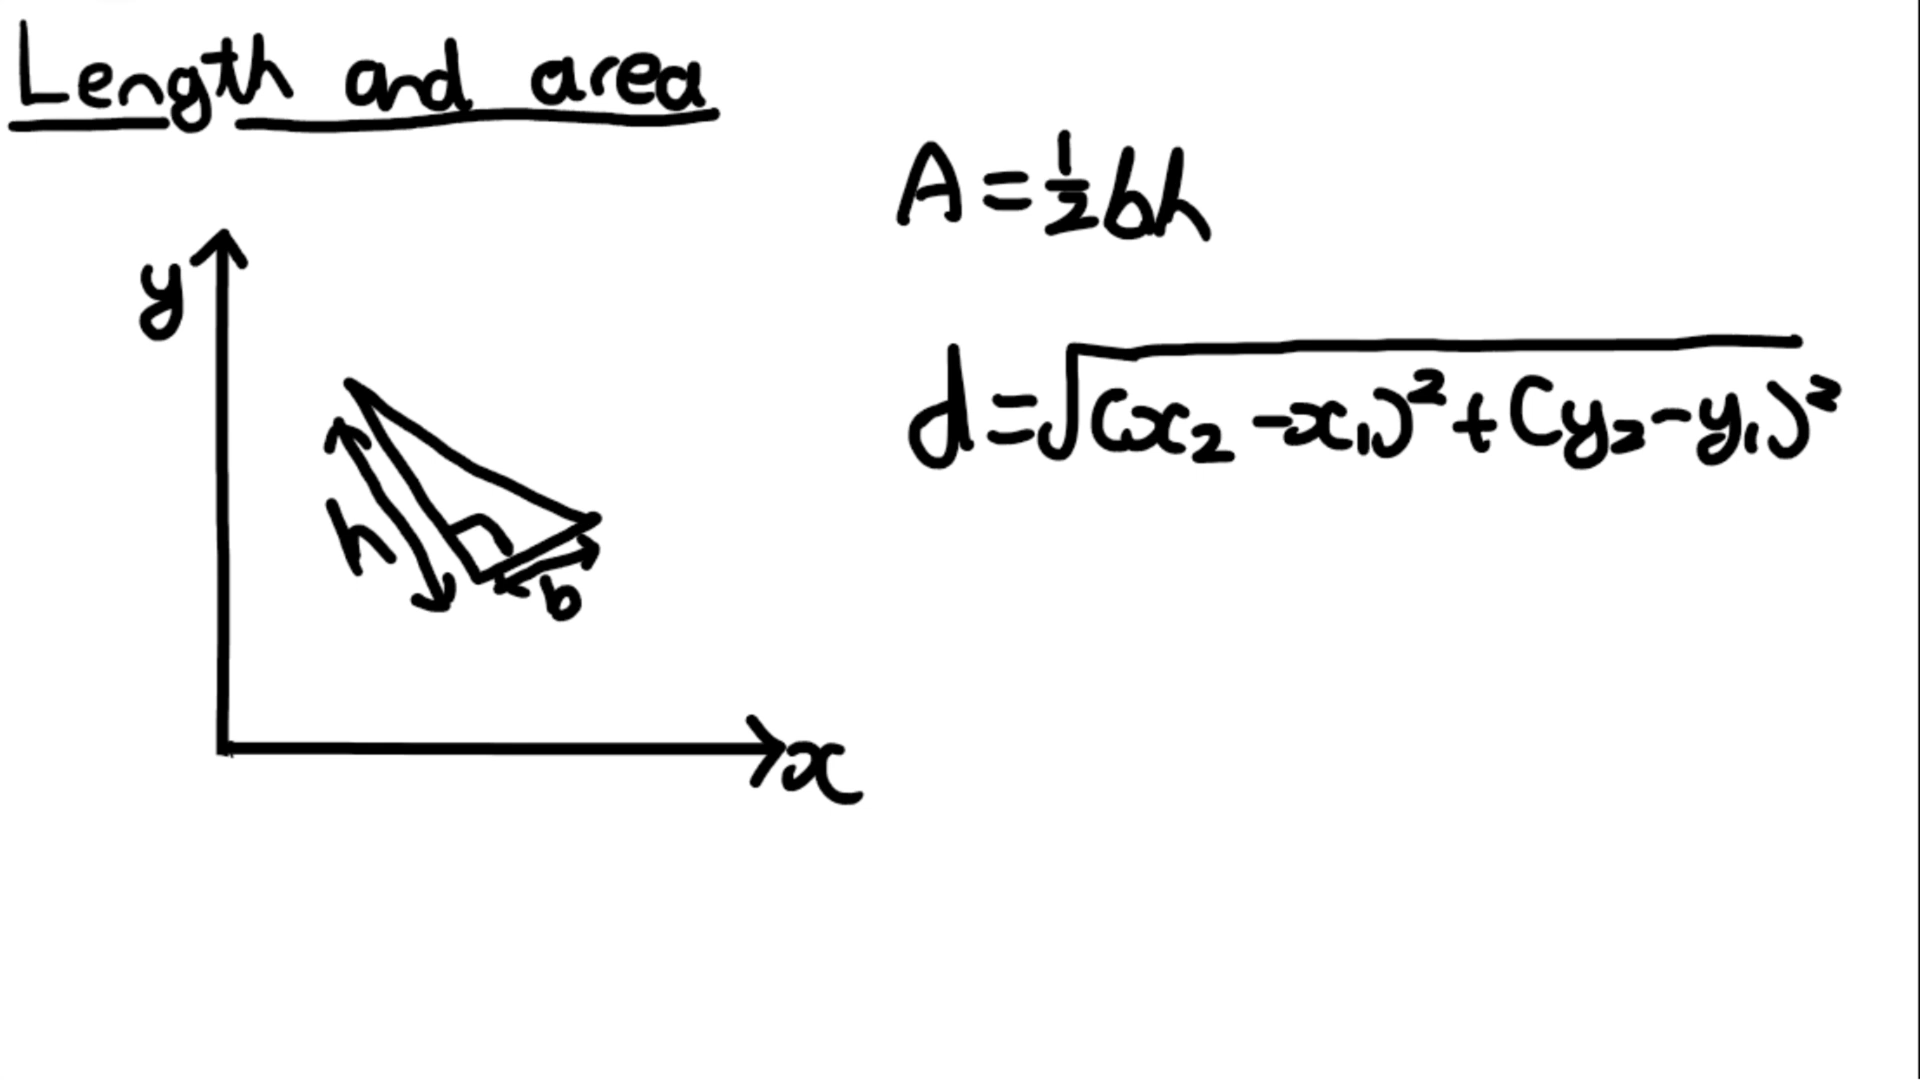 Length and area
A = ½bh
y
d = √(x₂ - x₁)² + (y₂ - y₁)²
h
b
x